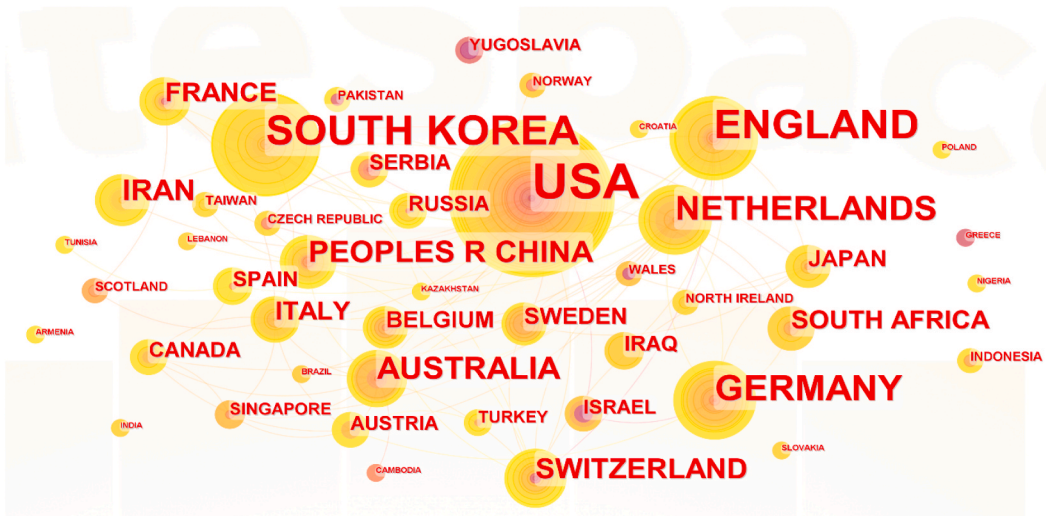 YUGOSLAVIA
NORWAY
FRANCE
PAKISTAN
SOUTH KOREA
ENGLAND
CROATIA
POLAND
SERBIA
USA
IRAN
TAIWAN
RUSSIA
NETHERLANDS
CZECH REPUBLIC
TUNISIA
LEBANON
PEOPLES R CHINA
GREECE
JAPAN
WALES
SCOTLAND
SPAIN
KAZAKHSTAN
NIGERIA
NORTH IRELAND
ITALY
BELGIUM
SWEDEN
SOUTH AFRICA
ARMENIA
CANADA
IRAQ
INDONESIA
BRAZIL
AUSTRALIA
GERMANY
SINGAPORE
ISRAEL
INDIA
AUSTRIA
TURKEY
SLOVAKIA
CAMBODIA
SWITZERLAND